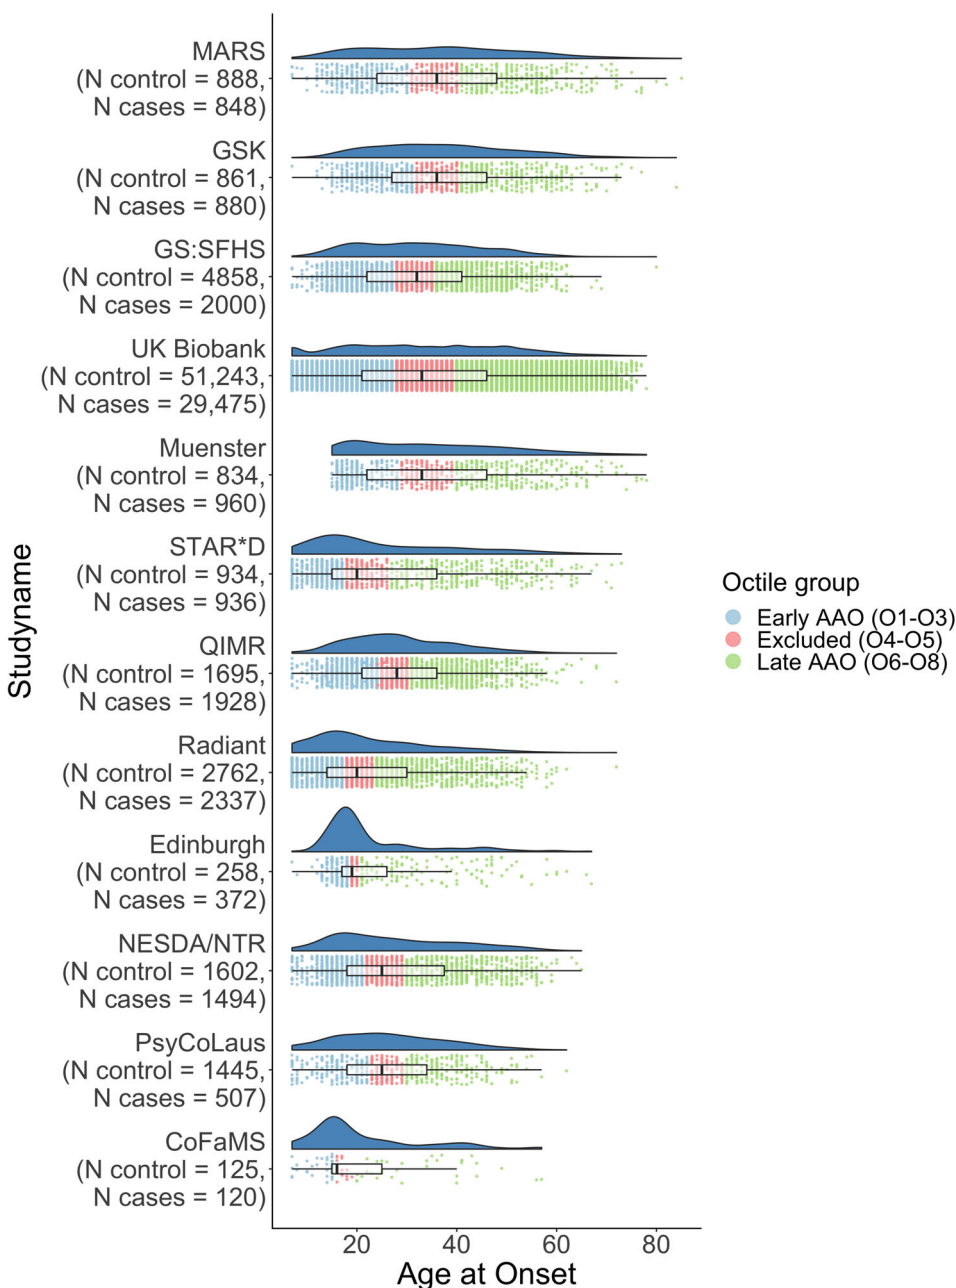 MARS
(N control = 888,
N cases = 848)
GSK
(N control = 861,
N cases = 880)
GS:SFHS
(N control = 4858,
N cases = 2000)
UK Biobank
(N control = 51,243,
N cases = 29,475)
Muenster
(N control = 834,
N cases = 960)
STAR*D
(N control = 934,
N cases = 936)
QIMR
(N control = 1695,
N cases = 1928)
Radiant
(N control = 2762,
N cases = 2337)
Edinburgh
(N control = 258,
N cases = 372)
NESDA/NTR
(N control = 1602,
N cases = 1494)
PsyCoLaus
(N control = 1445,
N cases = 507)
CoFaMS
(N control = 125,
N cases = 120)
Studyname
20 40 60 80
Age at Onset
Octile group
Early AAO (O1-O3)
Excluded (O4-O5)
Late AAO (O6-O8)